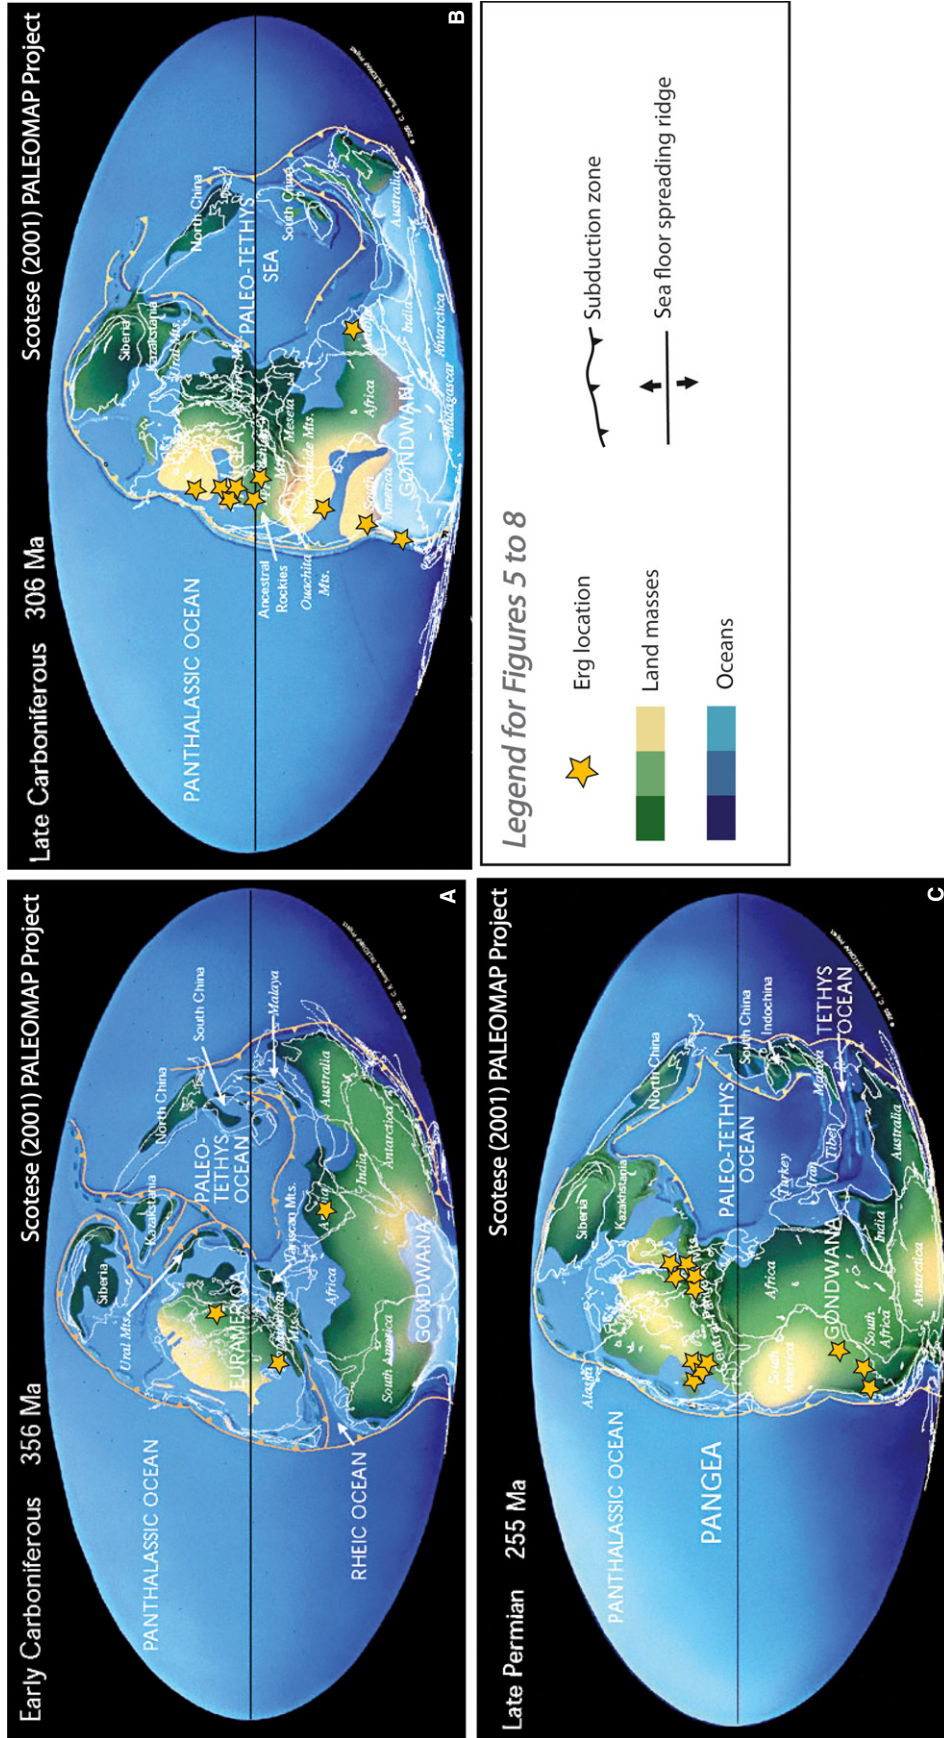 Early Carboniferous 356 Ma
Scotese (2001) PALEOMAP Project
PANTHALASSIC OCEAN
Siberia
Ural Mts.
Kazakstania
North China
South China
PALEO-
TETHYS
OCEAN
EURAMERICA
Malaya
Africa
India
Australia
Antarctica
South America
GONDWANA
RHEIC OCEAN
A
Late Carboniferous 306 Ma
Scotese (2001) PALEOMAP Project
PANTHALASSIC OCEAN
Siberia
Kazakstania
Ural Mts.
North China
PALEO-TETHYS
SEA
South China
Meseta
Ancestral
Rockies
Ouachita
Mts.
Africa
South
America
GONDWANA
India
Australia
Antarctica
Madagascar
B
Late Permian 255 Ma
Scotese (2001) PALEOMAP Project
PANTHALASSIC OCEAN
PANGEA
Alaska
Siberia
Kazakhstania
North China
PALEO-TETHYS
OCEAN
South China
Indochina
Malaya
TETHYS
OCEAN
Turkey
Iran
Tibet
Africa
South
America
GONDWANA
South
Africa
India
Australia
Antarctica
C
Legend for Figures 5 to 8
Erg location
Land masses
Oceans
Subduction zone
Sea floor spreading ridge